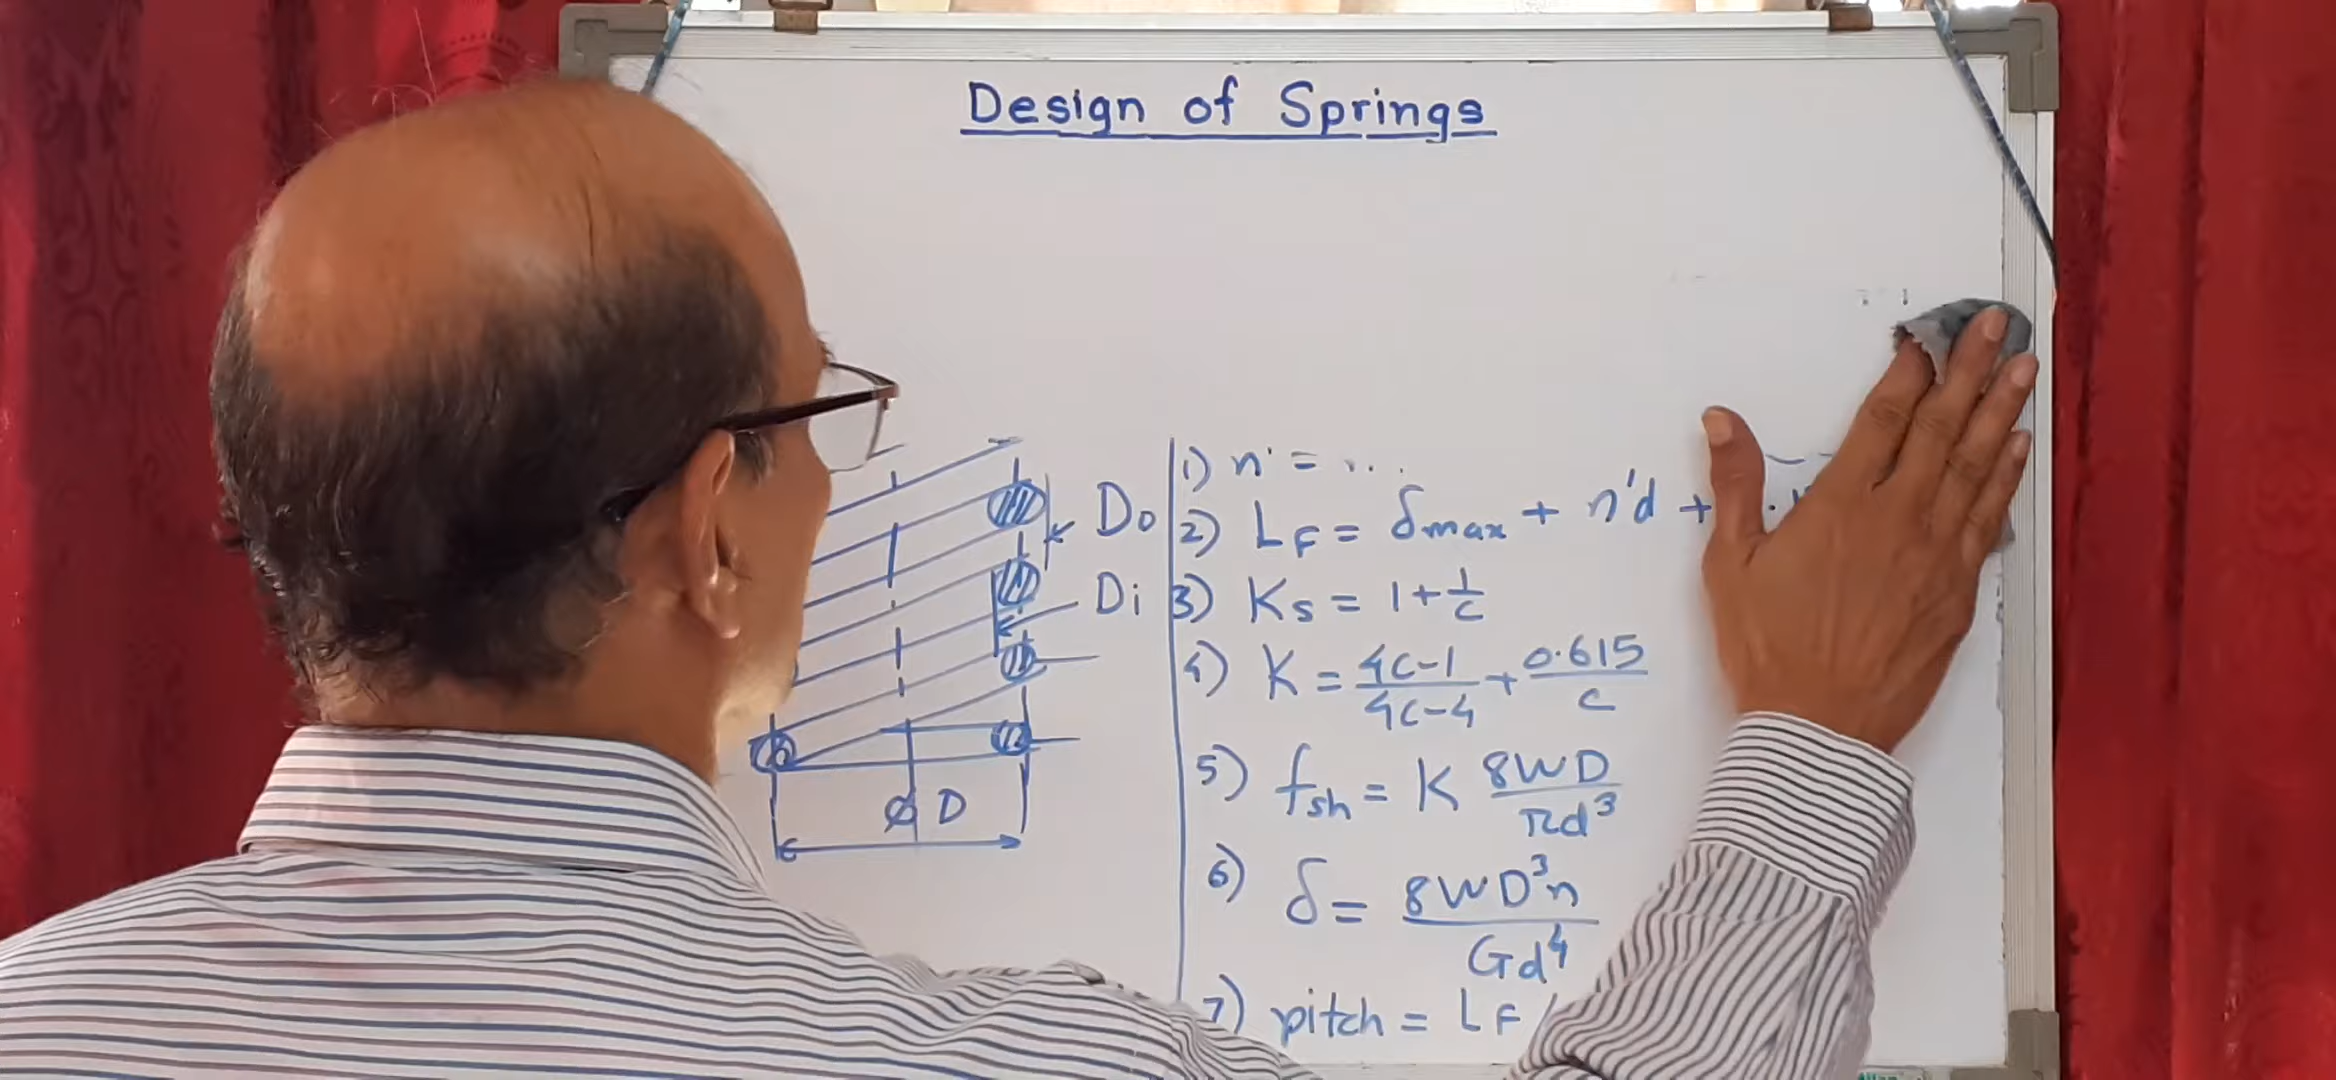 Design of Springs
Do
Di
ø D
1) n' = ...
2) LF = δmax + n'd +
3) Ks = 1 + 1/C
4) K = 4C-1/4C-4 + 0.615/C
5) fsh = K 8WD/πd³
6) δ = 8WD³n/Gd⁴
7) pitch = LF /